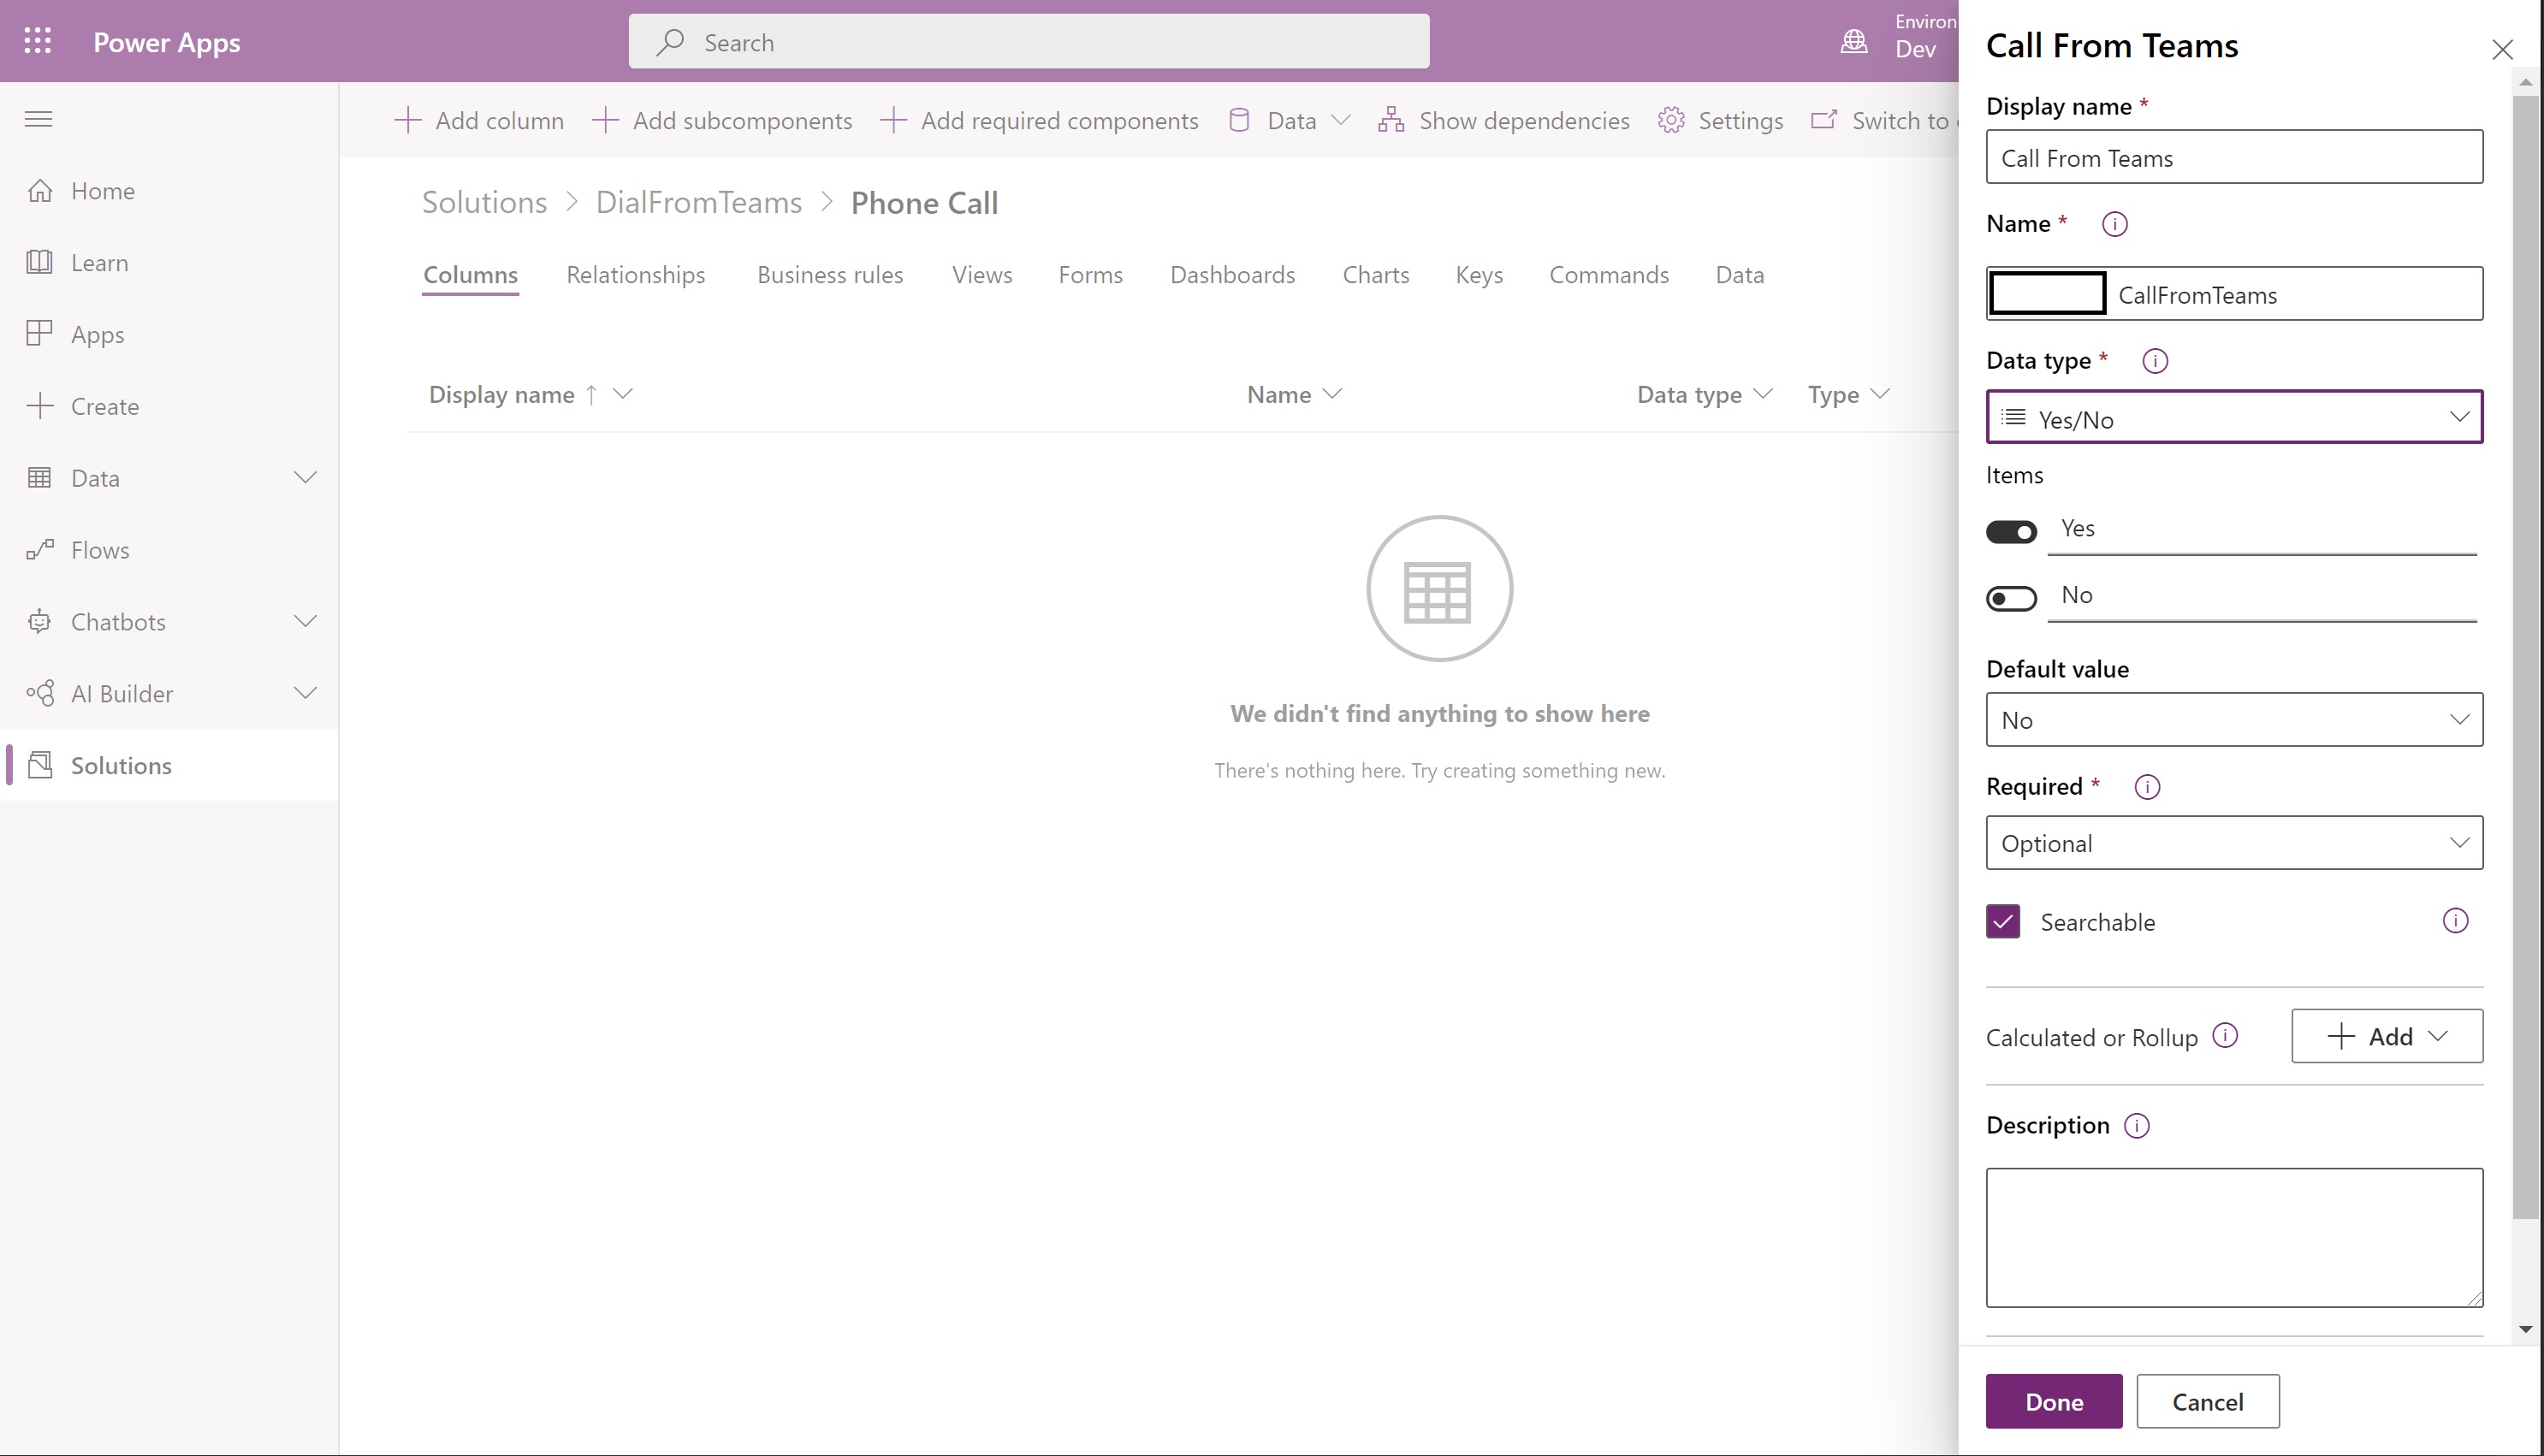 Power Apps
Search
Environ
Dev
Add column
Add subcomponents
Add required components
Data
Show dependencies
Settings
Switch to
Home
Learn
Apps
Create
Data
Flows
Chatbots
AI Builder
Solutions
Solutions > DialFromTeams > Phone Call
Columns
Relationships
Business rules
Views
Forms
Dashboards
Charts
Keys
Commands
Data
Display name ↑
Name
Data type
Type
We didn't find anything to show here
There's nothing here. Try creating something new.
Call From Teams
Display name *
Call From Teams
Name *
CallFromTeams
Data type *
Yes/No
Items
Yes
No
Default value
No
Required *
Optional
Searchable
Calculated or Rollup
Add
Description
Done
Cancel